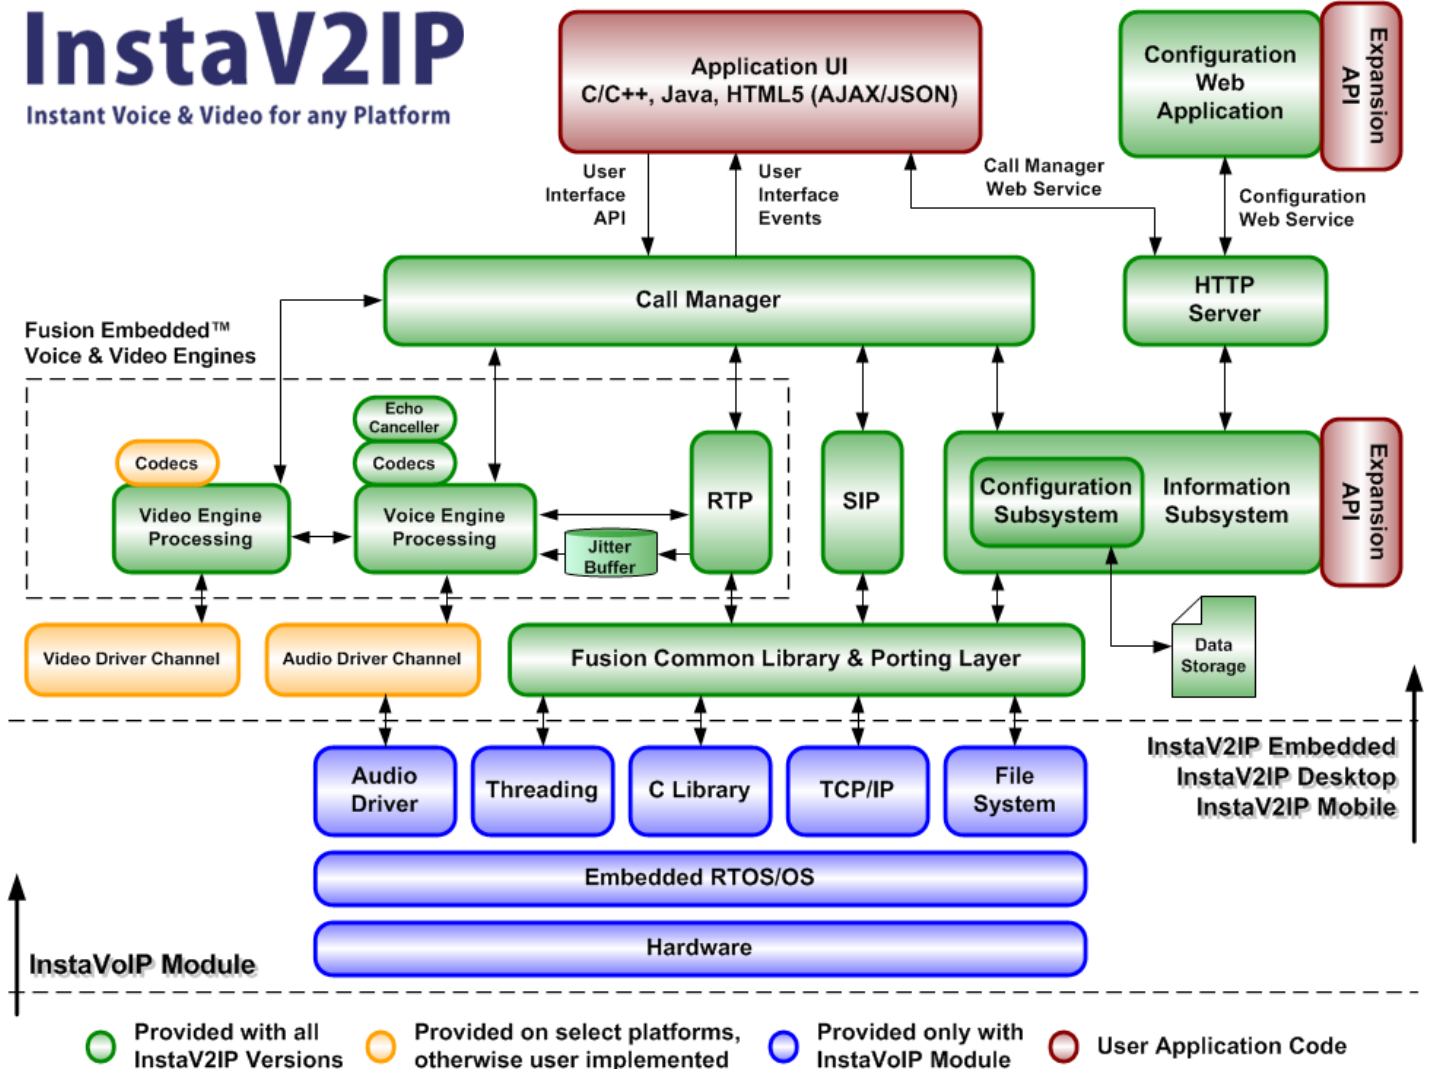 InstaV2IP
Instant Voice & Video for any Platform
Application UI
C/C++, Java, HTML5 (AJAX/JSON)
Configuration
Web
Application
Expansion
API
User
Interface
API
User
Interface
Events
Call Manager
Web Service
Configuration
Web Service
Call Manager
HTTP
Server
Fusion Embedded™
Voice & Video Engines
Echo
Canceller
Codecs
Codecs
Video Engine
Processing
Voice Engine
Processing
Jitter
Buffer
RTP
SIP
Configuration
Subsystem
Information
Subsystem
Expansion
API
Data
Storage
Video Driver Channel
Audio Driver Channel
Fusion Common Library & Porting Layer
InstaV2IP Embedded
InstaV2IP Desktop
InstaV2IP Mobile
Audio
Driver
Threading
C Library
TCP/IP
File
System
Embedded RTOS/OS
Hardware
InstaVoIP Module
Provided with all
InstaV2IP Versions
Provided on select platforms,
otherwise user implemented
Provided only with
InstaVoIP Module
User Application Code